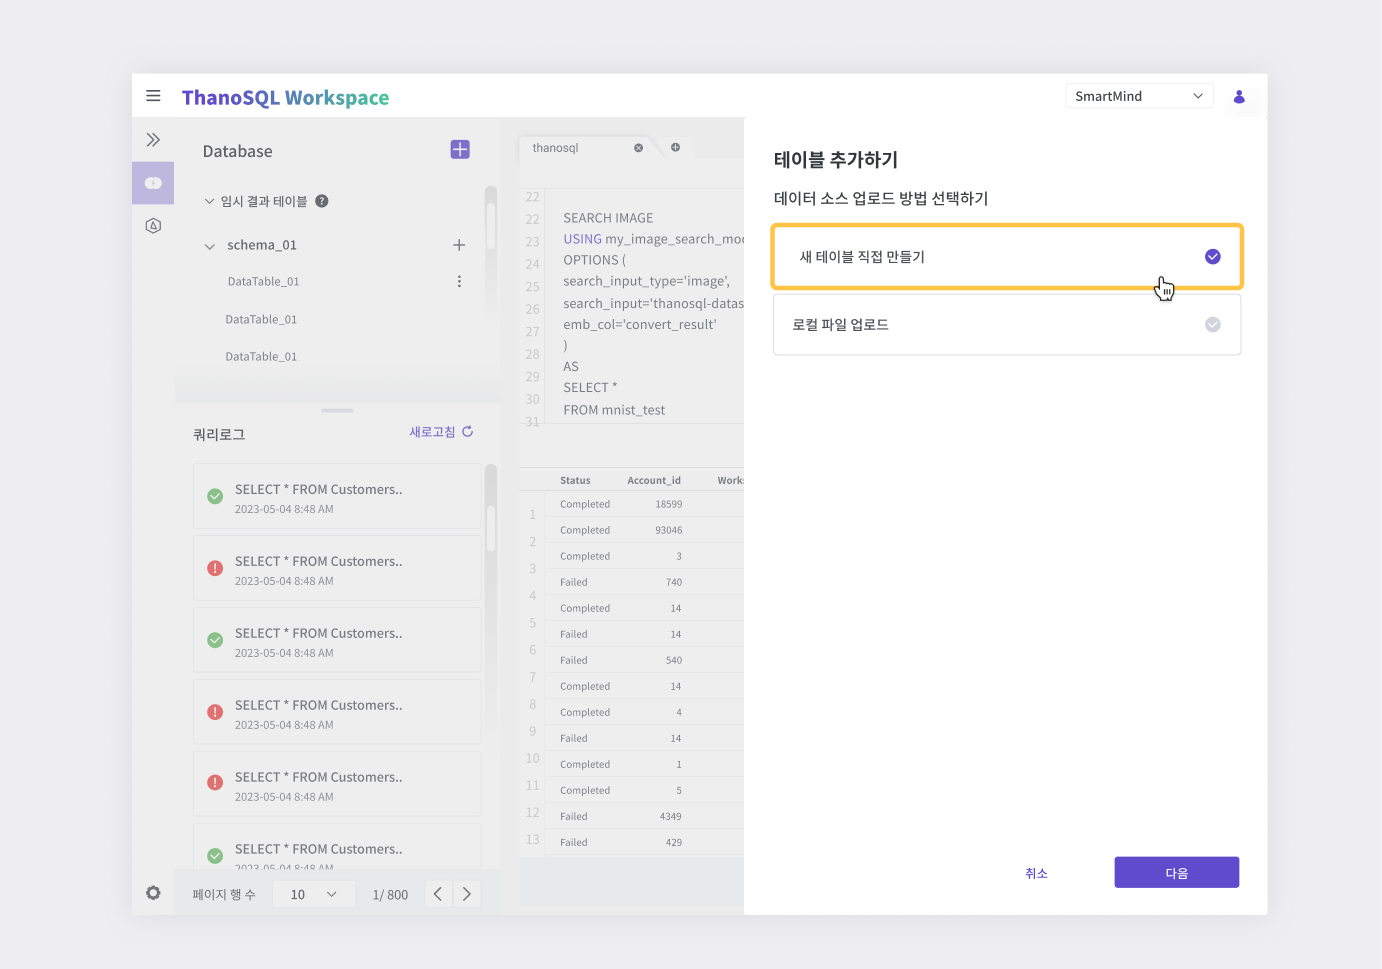 ThanoSQL Workspace
SmartMind
Database
임시 결과 테이블 ?
schema_01
DataTable_01
DataTable_01
DataTable_01
쿼리로그
새로고침
SELECT * FROM Customers..
2023-05-04 8:48 AM
SELECT * FROM Customers..
2023-05-04 8:48 AM
SELECT * FROM Customers..
2023-05-04 8:48 AM
SELECT * FROM Customers..
2023-05-04 8:48 AM
SELECT * FROM Customers..
2023-05-04 8:48 AM
SELECT * FROM Customers..
2023-05-04 8:48 AM
페이지 행 수
10
1/ 800
thanosql
22
22
23
24
25
26
27
28
29
30
31
SEARCH IMAGE
USING my_image_search_mo
OPTIONS (
search_input_type='image',
search_input='thanosql-datas
emb_col='convert_result'
)
AS
SELECT *
FROM mnist_test
Status Account_id Works
1
2
3
4
5
6
7
8
9
10
11
12
13
Completed 18599
Completed 93046
Completed 3
Failed 740
Completed 14
Failed 14
Failed 540
Completed 14
Completed 4
Failed 14
Completed 1
Completed 5
Failed 4349
Failed 429
테이블 추가하기
데이터 소스 업로드 방법 선택하기
새 테이블 직접 만들기
로컬 파일 업로드
취소
다음